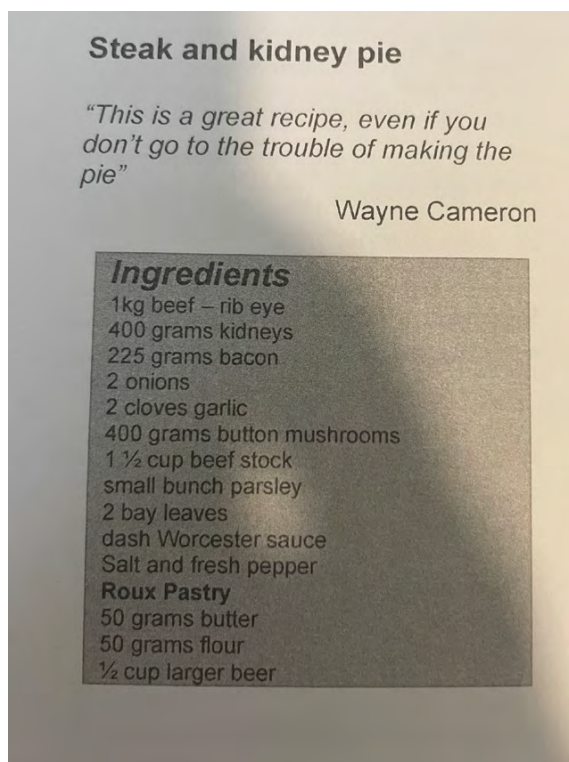 Steak and kidney pie
“This is a great recipe, even if you
don’t go to the trouble of making the
pie”
Wayne Cameron
Ingredients
1kg beef – rib eye
400 grams kidneys
225 grams bacon
2 onions
2 cloves garlic
400 grams button mushrooms
1 ½ cup beef stock
small bunch parsley
2 bay leaves
dash Worcester sauce
Salt and fresh pepper
Roux Pastry
50 grams butter
50 grams flour
½ cup larger beer